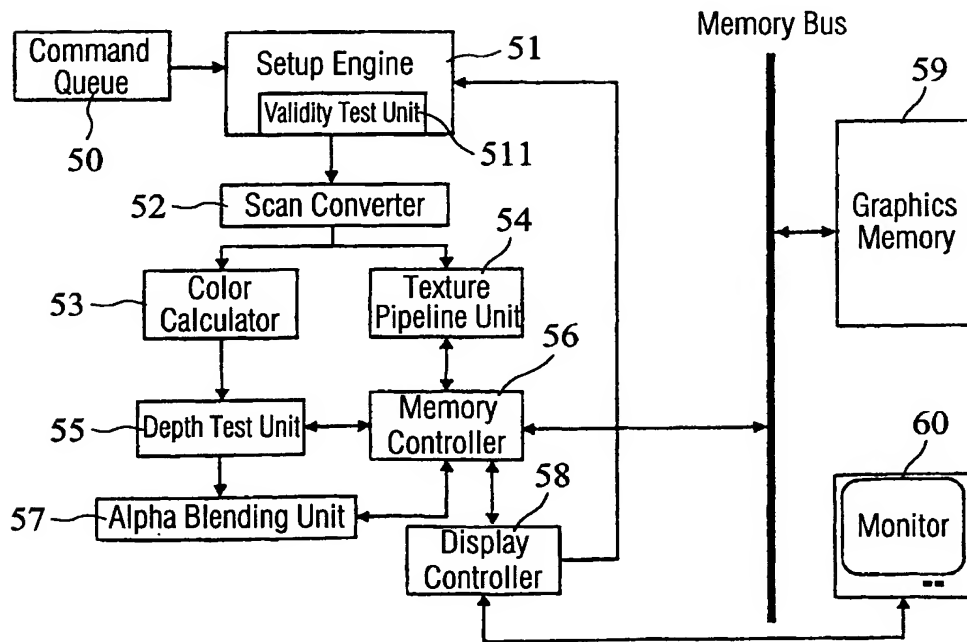 Command
Queue
50
Setup Engine
51
Validity Test Unit
511
Memory Bus
59
Graphics
Memory
52
Scan Converter
53
Color
Calculator
54
Texture
Pipeline Unit
55
Depth Test Unit
56
Memory
Controller
57
Alpha Blending Unit
58
Display
Controller
60
Monitor